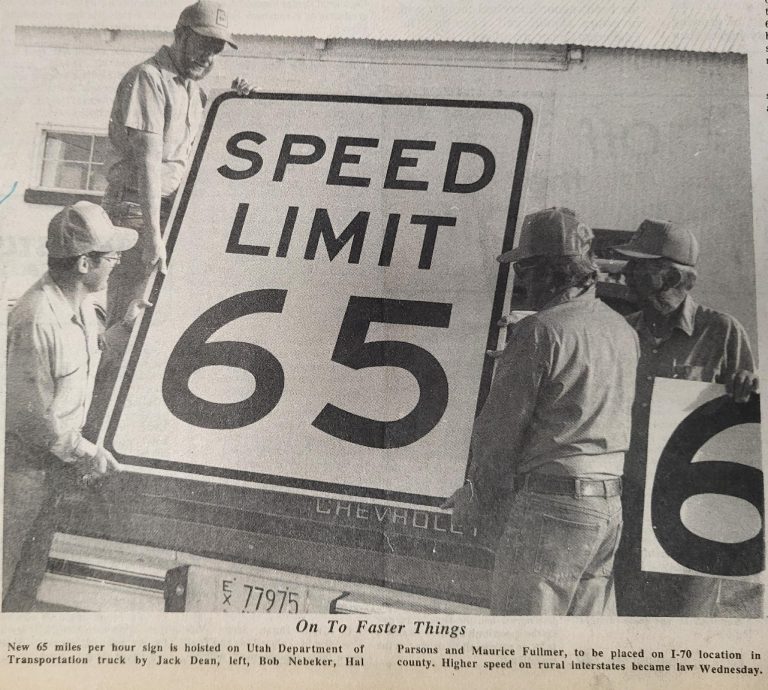 SPEED
LIMIT
65
6
CHEVROLET
EX 77975
On To Faster Things
New 65 miles per hour sign is hoisted on Utah Department of
Transportation truck by Jack Dean, left, Bob Nebeker, Hal
Parsons and Maurice Fullmer, to be placed on I-70 location in
county. Higher speed on rural interstates became law Wednesday.